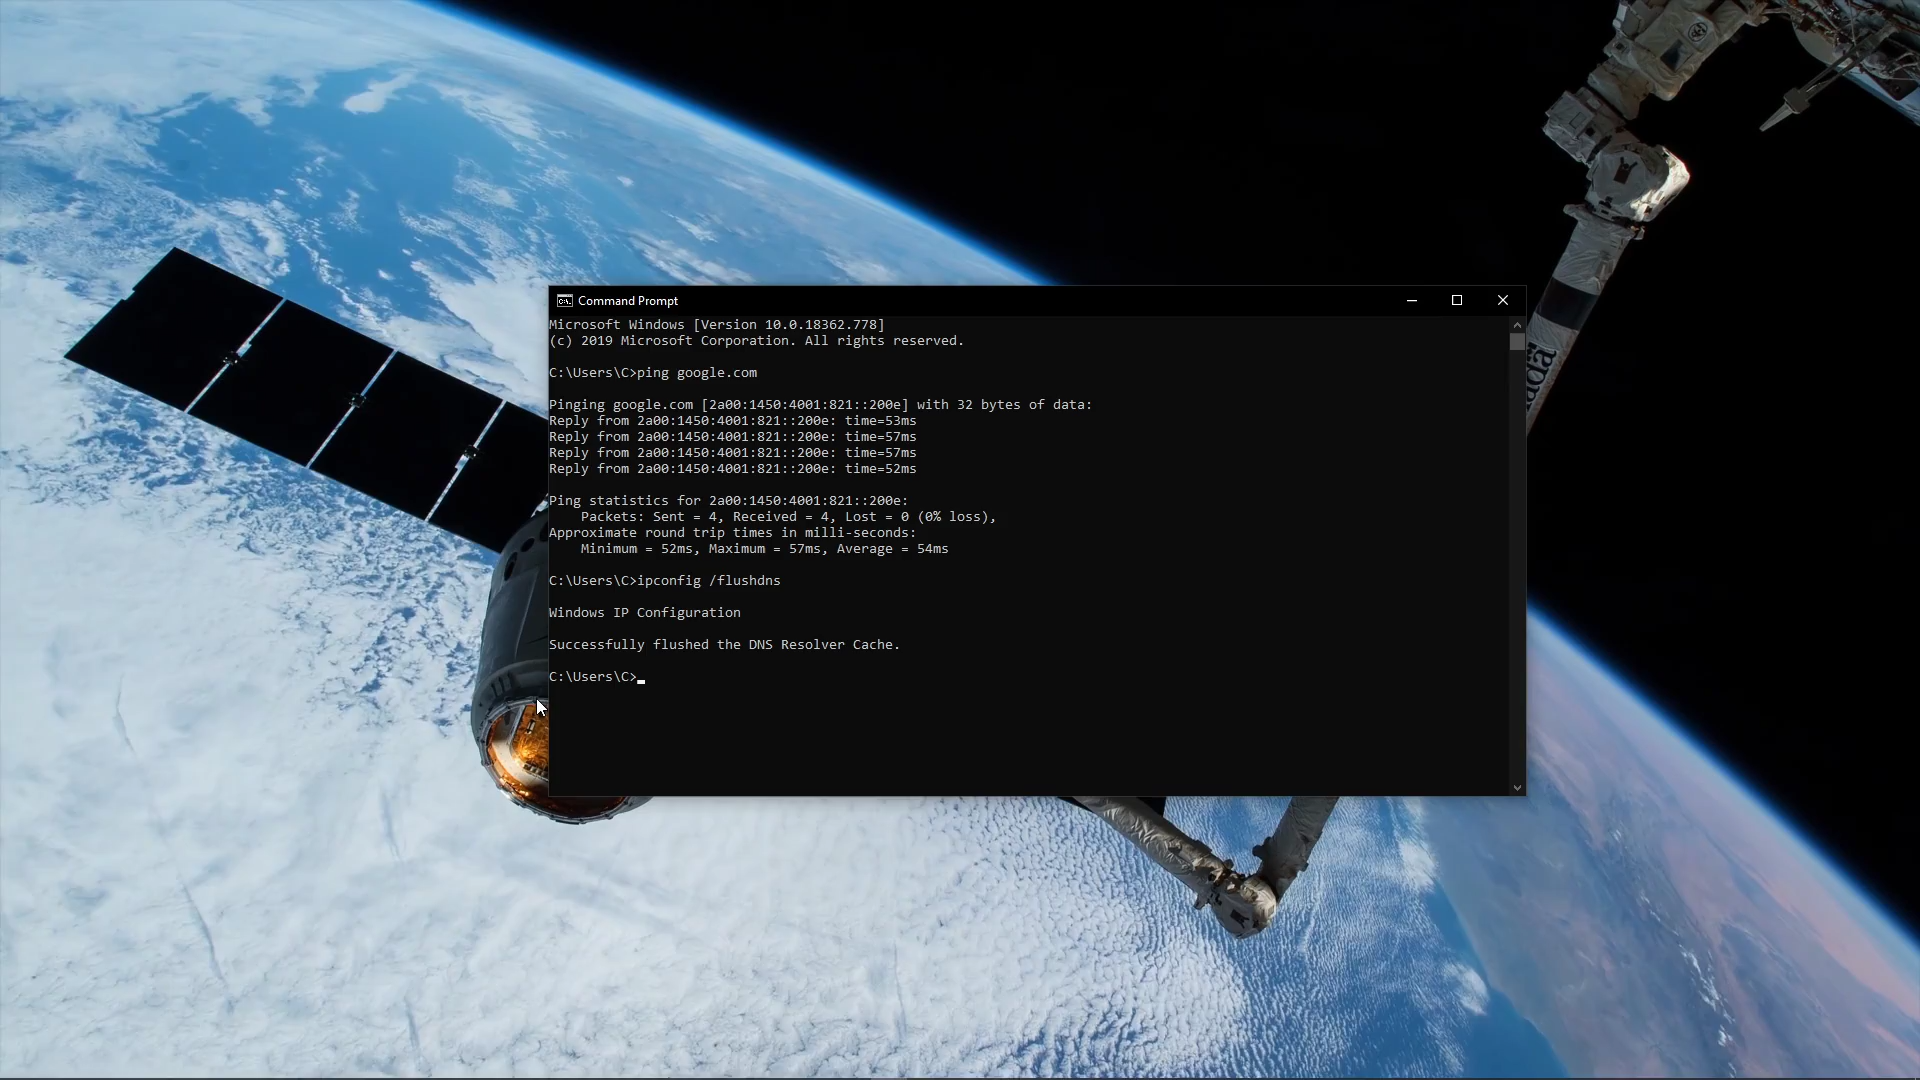 Command Prompt
Microsoft Windows [Version 10.0.18362.778]
(c) 2019 Microsoft Corporation. All rights reserved.
C:\Users\C>ping google.com
Pinging google.com [2a00:1450:4001:821::200e] with 32 bytes of data:
Reply from 2a00:1450:4001:821::200e: time=53ms
Reply from 2a00:1450:4001:821::200e: time=57ms
Reply from 2a00:1450:4001:821::200e: time=57ms
Reply from 2a00:1450:4001:821::200e: time=52ms
Ping statistics for 2a00:1450:4001:821::200e:
    Packets: Sent = 4, Received = 4, Lost = 0 (0% loss),
Approximate round trip times in milli-seconds:
    Minimum = 52ms, Maximum = 57ms, Average = 54ms
C:\Users\C>ipconfig /flushdns
Windows IP Configuration
Successfully flushed the DNS Resolver Cache.
C:\Users\C>
ada